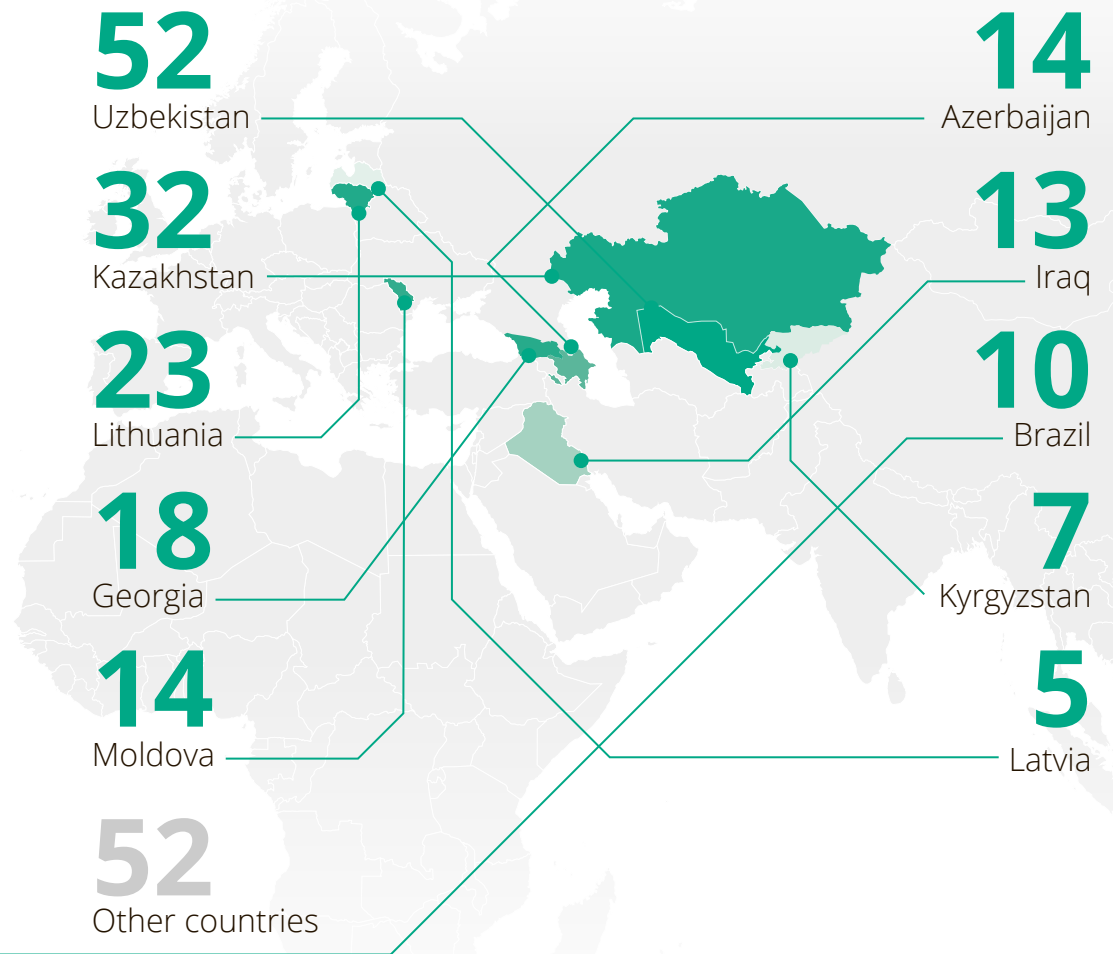 52
Uzbekistan
32
Kazakhstan
23
Lithuania
18
Georgia
14
Moldova
52
Other countries
14
Azerbaijan
13
Iraq
10
Brazil
7
Kyrgyzstan
5
Latvia